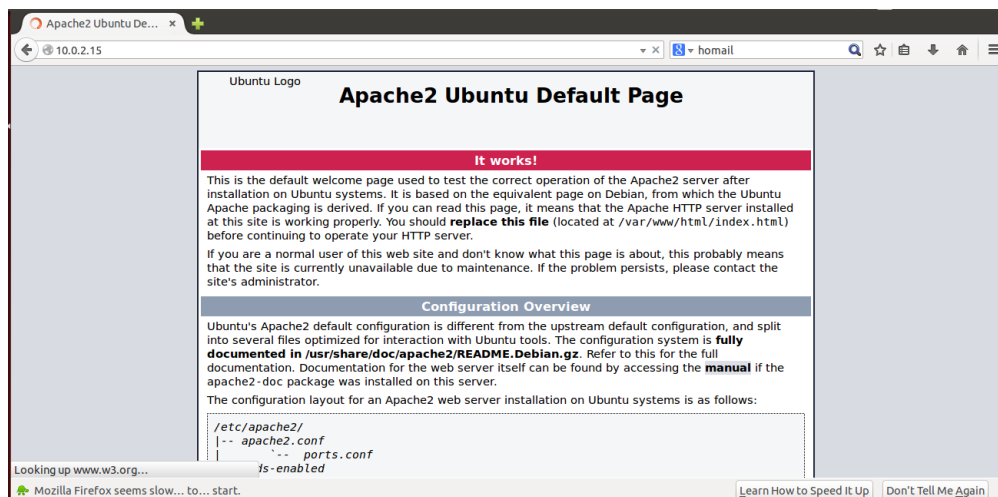 Apache2 Ubuntu De... ×
10.0.2.15
homail
Ubuntu Logo
Apache2 Ubuntu Default Page
It works!
This is the default welcome page used to test the correct operation of the Apache2 server after
installation on Ubuntu systems. It is based on the equivalent page on Debian, from which the Ubuntu
Apache packaging is derived. If you can read this page, it means that the Apache HTTP server installed
at this site is working properly. You should replace this file (located at /var/www/html/index.html)
before continuing to operate your HTTP server.
If you are a normal user of this web site and don't know what this page is about, this probably means
that the site is currently unavailable due to maintenance. If the problem persists, please contact the
site's administrator.
Configuration Overview
Ubuntu's Apache2 default configuration is different from the upstream default configuration, and split
into several files optimized for interaction with Ubuntu tools. The configuration system is fully
documented in /usr/share/doc/apache2/README.Debian.gz. Refer to this for the full
documentation. Documentation for the web server itself can be found by accessing the manual if the
apache2-doc package was installed on this server.
The configuration layout for an Apache2 web server installation on Ubuntu systems is as follows:
/etc/apache2/
|-- apache2.conf
|       `--  ports.conf
ds-enabled
Looking up www.w3.org...
Mozilla Firefox seems slow... to... start.
Learn How to Speed It Up
Don't Tell Me Again